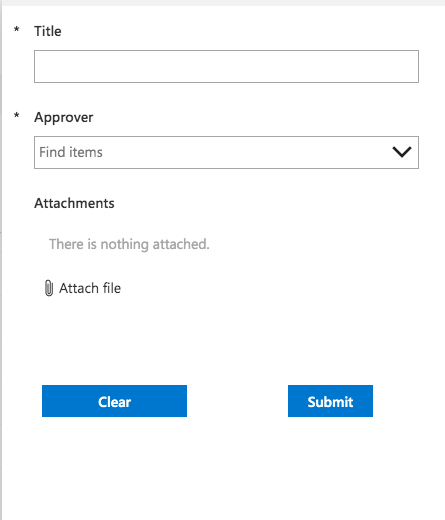 * Title
* Approver
Find items
Attachments
There is nothing attached.
Attach file
Clear Submit